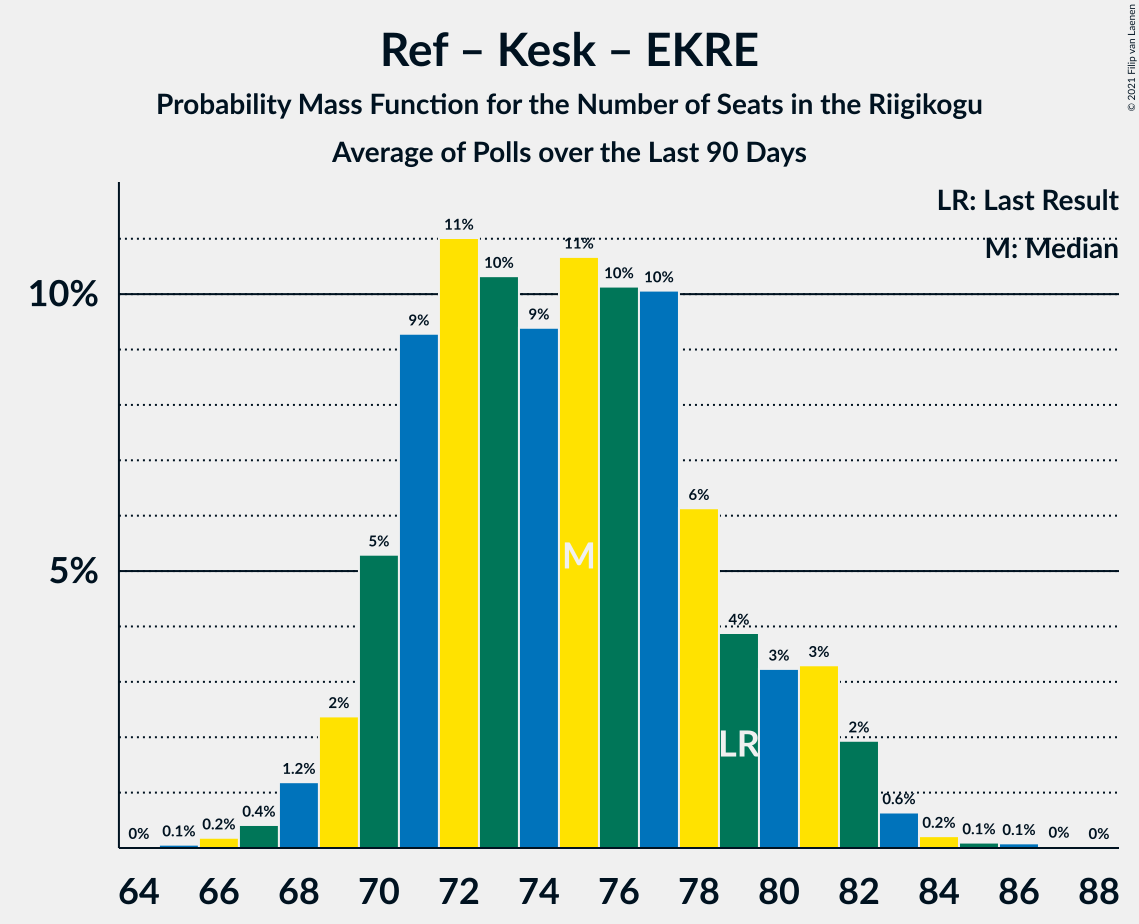 Ref – Kesk – EKRE
Probability Mass Function for the Number of Seats in the Riigikogu
Average of Polls over the Last 90 Days
© 2021 Filip van Laenen
LR: Last Result
M: Median
10%
5%
0% 0.1% 0.2% 0.4% 1.2% 2% 5% 9% 11% 10% 9% 11% 10% 10% 6% 4% 3% 3% 2% 0.6% 0.2% 0.1% 0.1% 0% 0%
M
LR
64 66 68 70 72 74 76 78 80 82 84 86 88